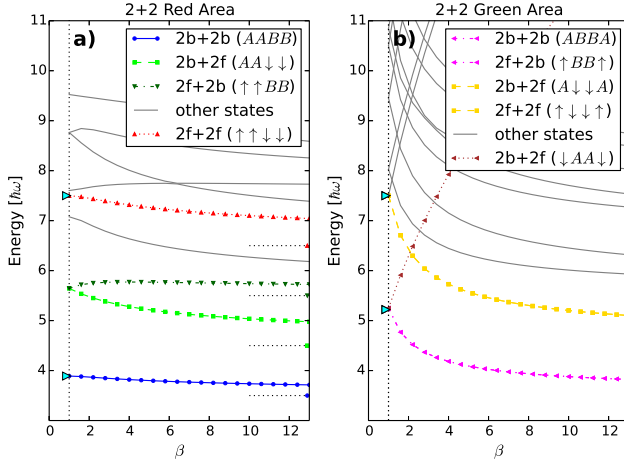 2+2 Red Area
a)
2b+2b (AABB)
2b+2f (AA↓↓)
2f+2b (↑↑BB)
other states
2f+2f (↑↑↓↓)
Energy [ħω]
11
10
9
8
7
6
5
4
0 2 4 6 8 10 12
β
2+2 Green Area
b)
2b+2b (ABBA)
2f+2b (↑BB↑)
2b+2f (A↓↓A)
2f+2f (↑↓↓↑)
other states
2b+2f (↓AA↓)
Energy [ħω]
11
10
9
8
7
6
5
4
0 2 4 6 8 10 12
β